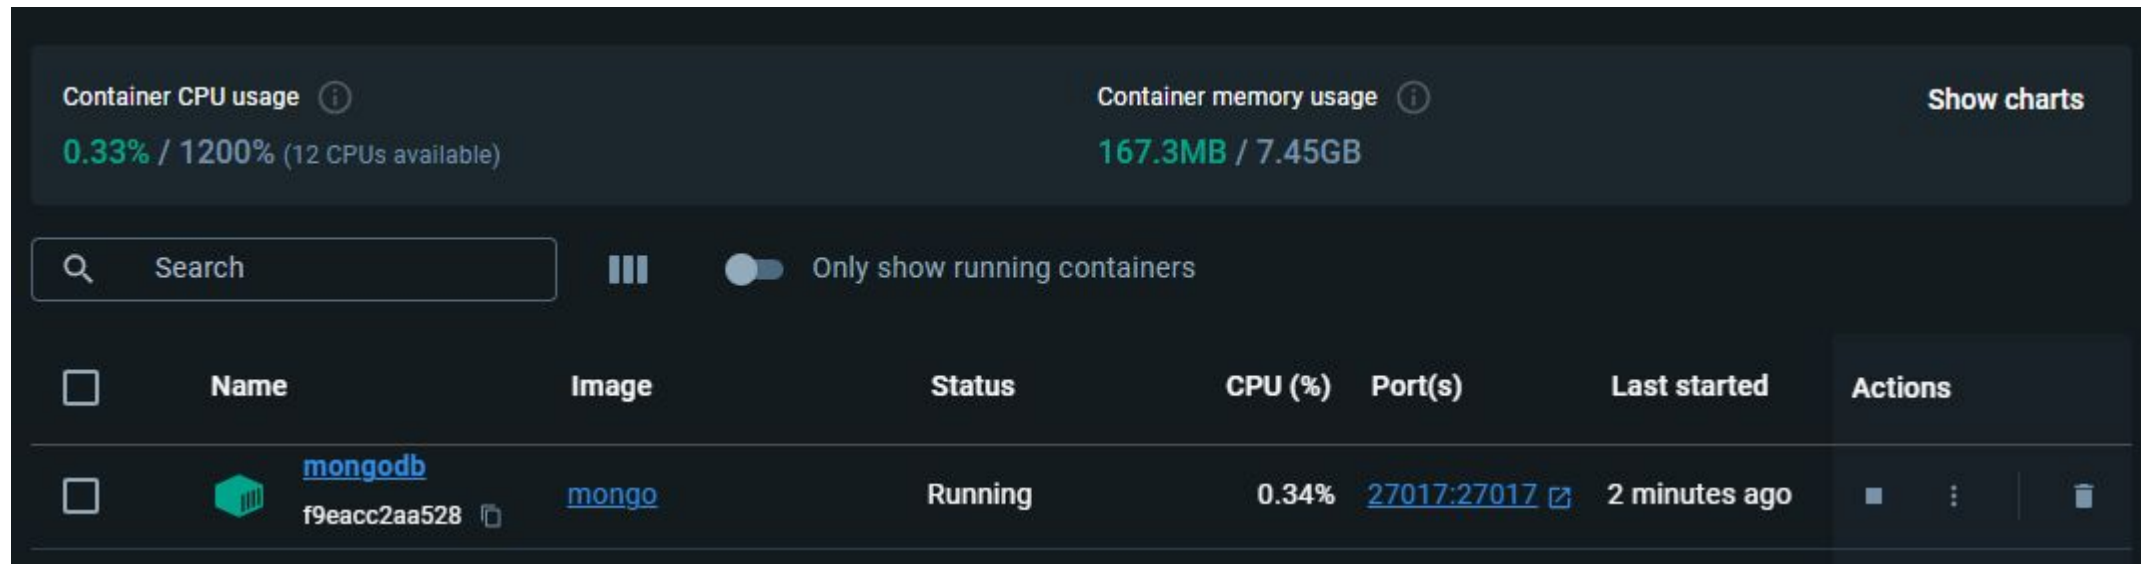 Container CPU usage
0.33% / 1200% (12 CPUs available)
Container memory usage
167.3MB / 7.45GB
Show charts
Search
Only show running containers
Name Image Status CPU (%) Port(s) Last started Actions
mongodb
f9eacc2aa528
mongo Running 0.34% 27017:27017 2 minutes ago